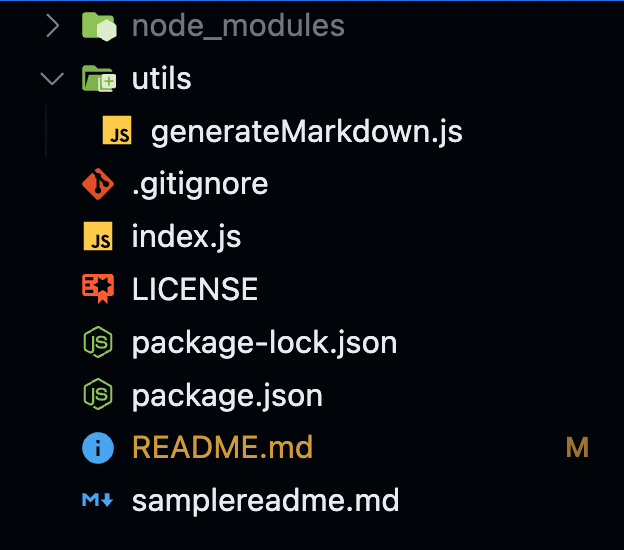 node_modules
utils
JS generateMarkdown.js
.gitignore
JS index.js
LICENSE
JS package-lock.json
JS package.json
i README.md M
M samplereadme.md